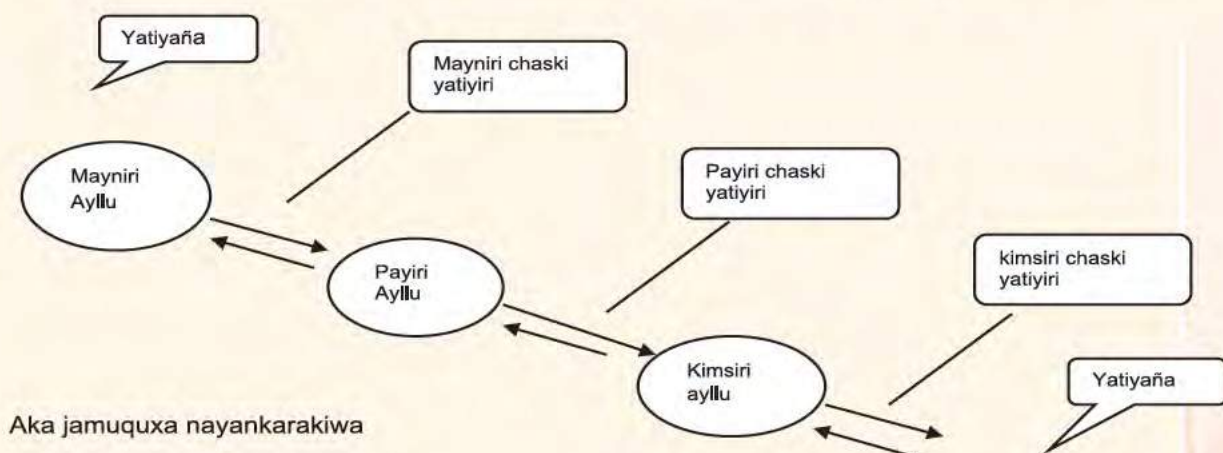 Yatiyaña
Mayniri chaski
yatiyiri
Mayniri
Ayllu
Payiri chaski
yatiyiri
Payiri
Ayllu
kimsiri chaski
yatiyiri
Kimsiri
ayllu
Yatiyaña
Aka jamuquxa nayankarakiwa